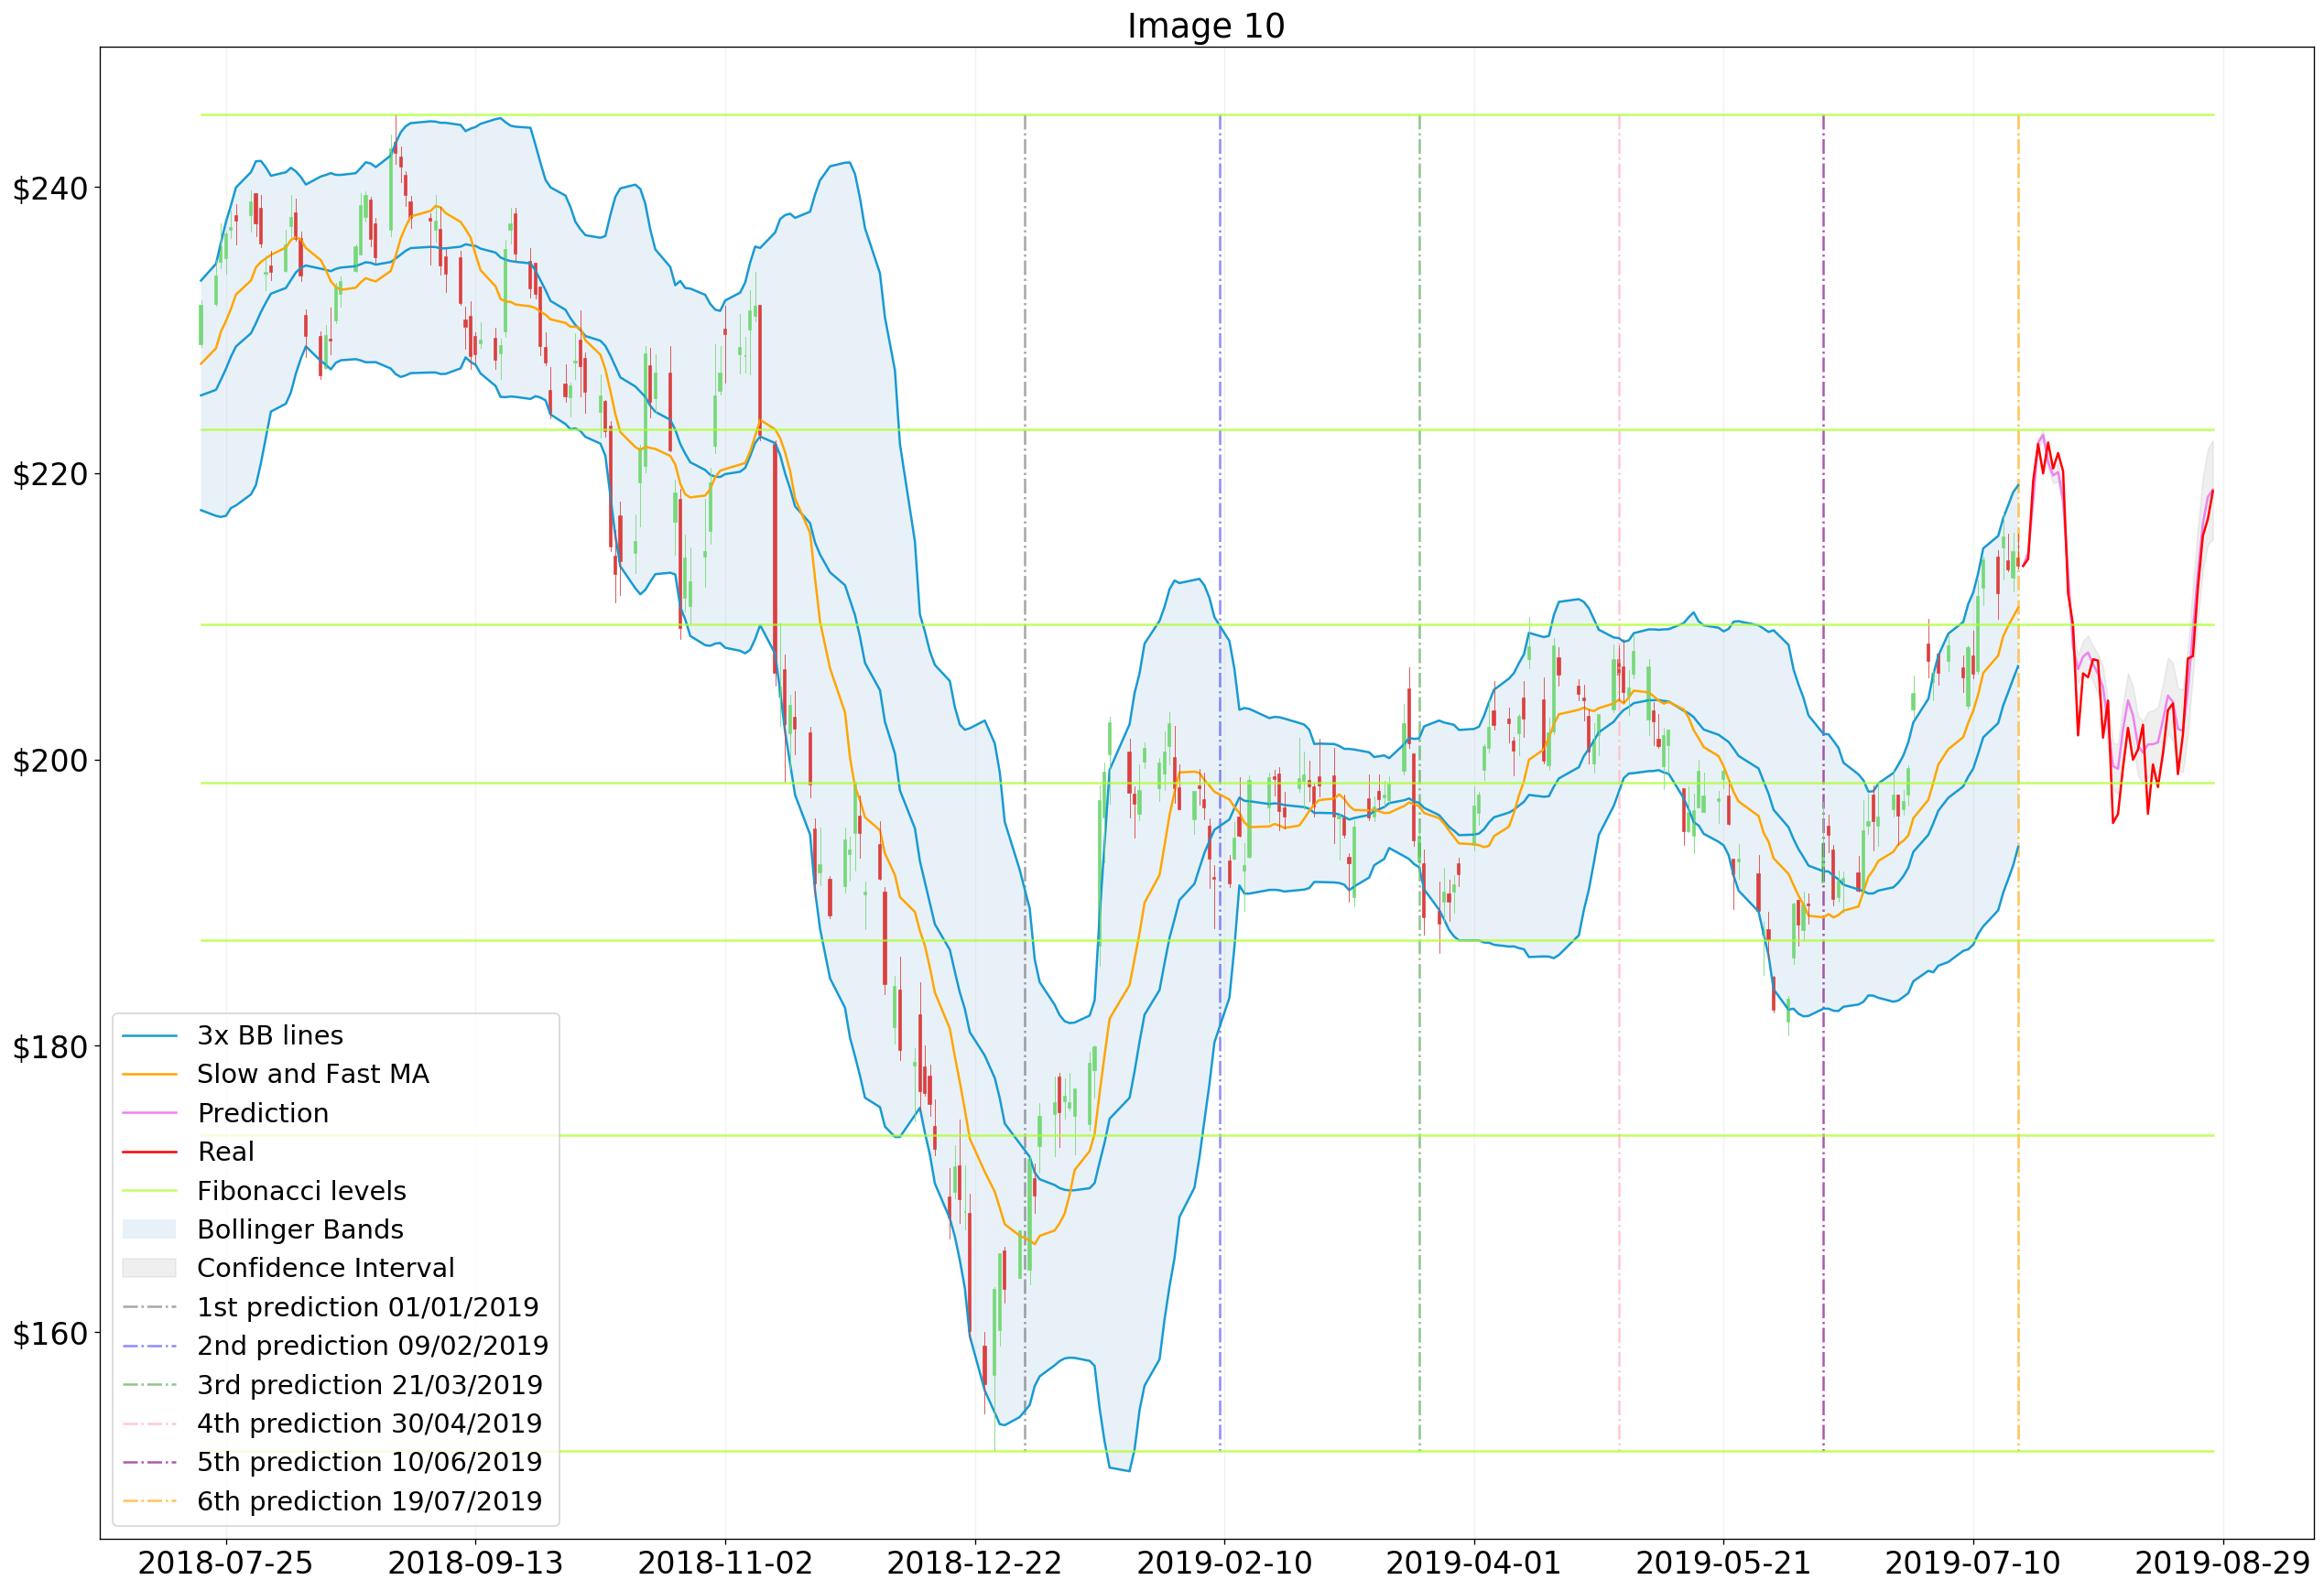 Image 10
$240
$220
$200
$180
$160
3x BB lines
Slow and Fast MA
Prediction
Real
Fibonacci levels
Bollinger Bands
Confidence Interval
1st prediction 01/01/2019
2nd prediction 09/02/2019
3rd prediction 21/03/2019
4th prediction 30/04/2019
5th prediction 10/06/2019
6th prediction 19/07/2019
2018-07-25 2018-09-13 2018-11-02 2018-12-22 2019-02-10 2019-04-01 2019-05-21 2019-07-10 2019-08-29